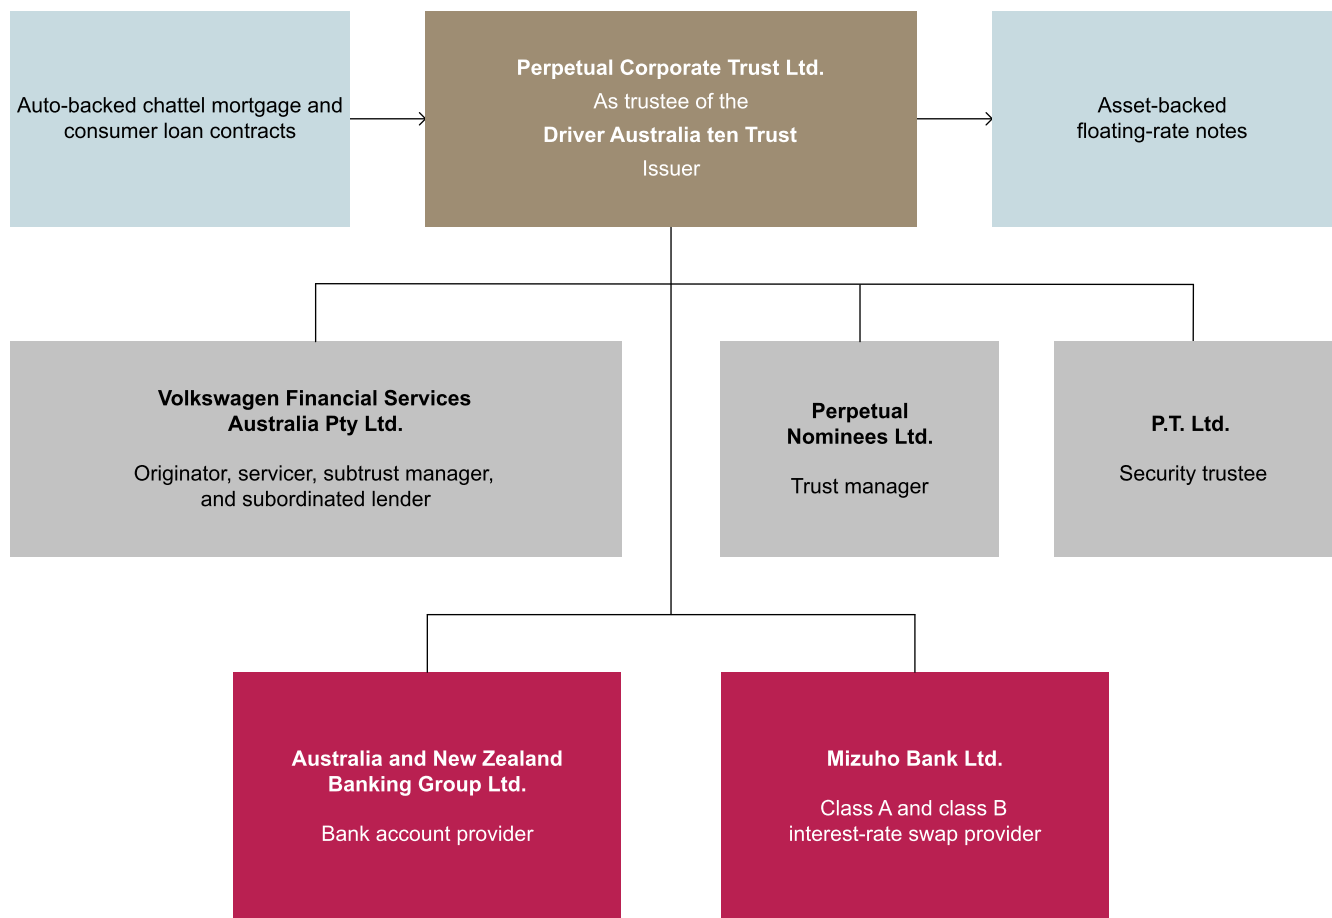 Auto-backed chattel mortgage and
consumer loan contracts
Perpetual Corporate Trust Ltd.
As trustee of the
Driver Australia ten Trust
Issuer
Asset-backed
floating-rate notes
Volkswagen Financial Services
Australia Pty Ltd.
Originator, servicer, subtrust manager,
and subordinated lender
Perpetual
Nominees Ltd.
Trust manager
P.T. Ltd.
Security trustee
Australia and New Zealand
Banking Group Ltd.
Bank account provider
Mizuho Bank Ltd.
Class A and class B
interest-rate swap provider